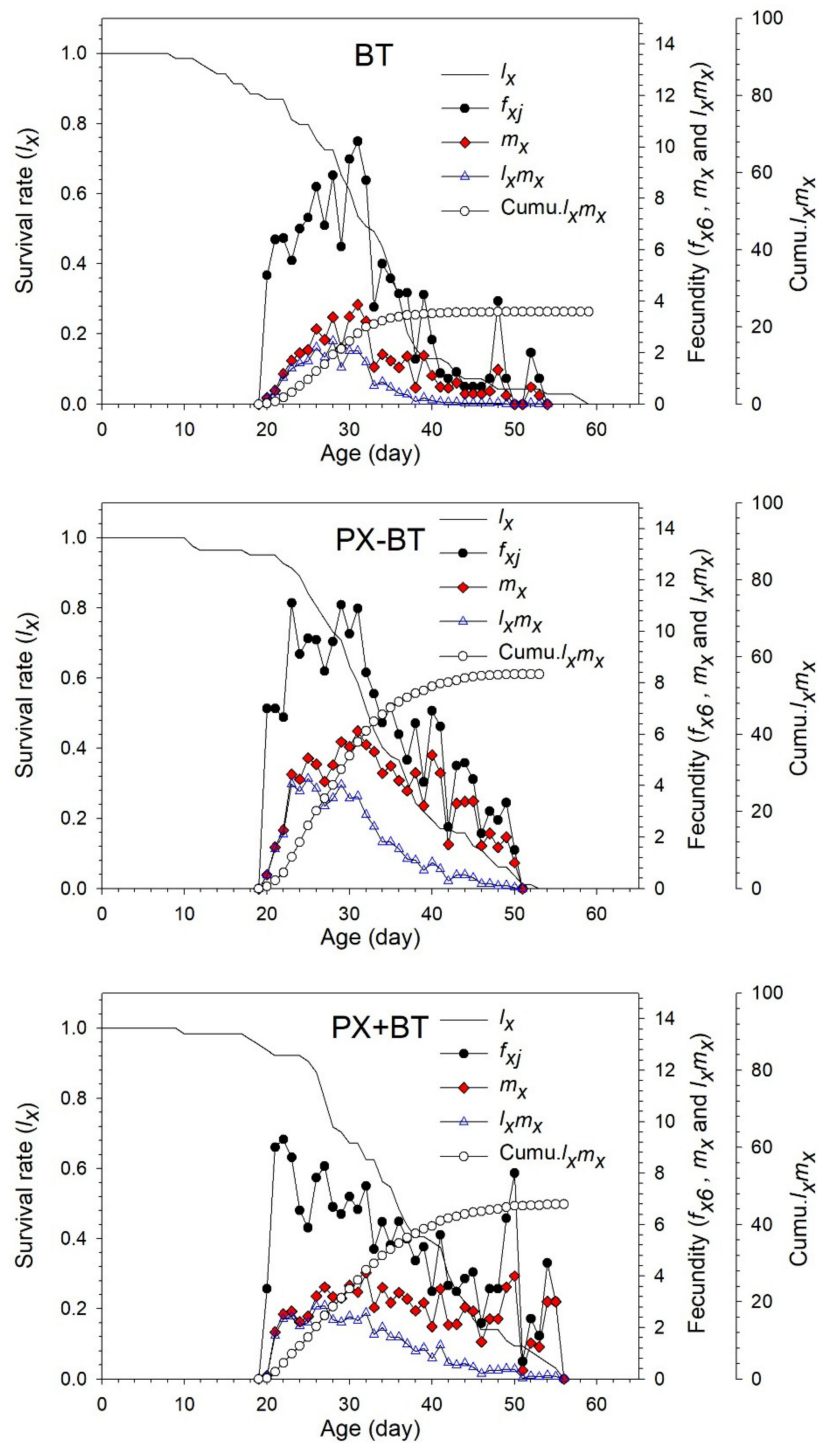 BT
lx
fxj
mx
lxmx
Cumu.lxmx
Survival rate (lx)
1.0
0.8
0.6
0.4
0.2
0.0
0 10 20 30 40 50 60
Age (day)
14
12
10
8
6
4
2
0
Fecundity (fx6 , mx and lxmx)
100
80
60
40
20
0
Cumu.lxmx
PX-BT
lx
fxj
mx
lxmx
Cumu.lxmx
Survival rate (lx)
1.0
0.8
0.6
0.4
0.2
0.0
0 10 20 30 40 50 60
Age (day)
14
12
10
8
6
4
2
0
Fecundity (fx6 , mx and lxmx)
100
80
60
40
20
0
Cumu.lxmx
PX+BT
lx
fxj
mx
lxmx
Cumu.lxmx
Survival rate (lx)
1.0
0.8
0.6
0.4
0.2
0.0
0 10 20 30 40 50 60
Age (day)
14
12
10
8
6
4
2
0
Fecundity (fx6 , mx and lxmx)
100
80
60
40
20
0
Cumu.lxmx